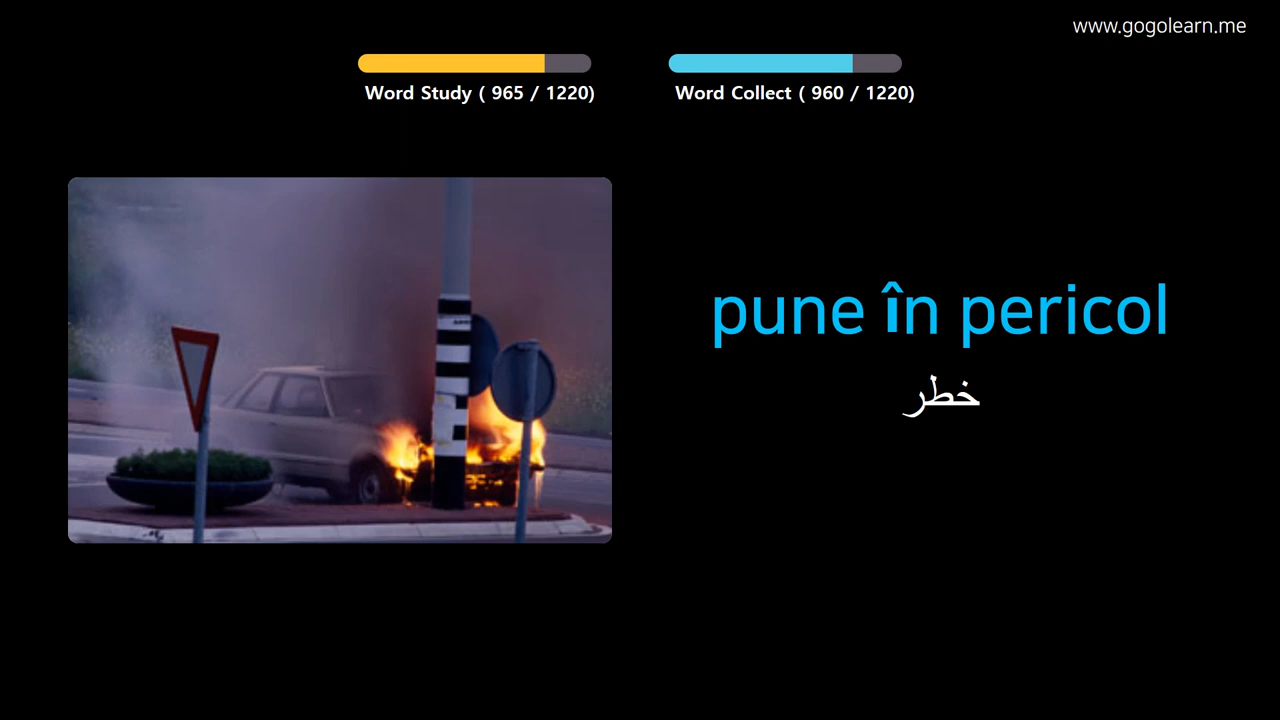 www.gogolearn.me
Word Study ( 965 / 1220)
Word Collect ( 960 / 1220)
pune în pericol
خطر